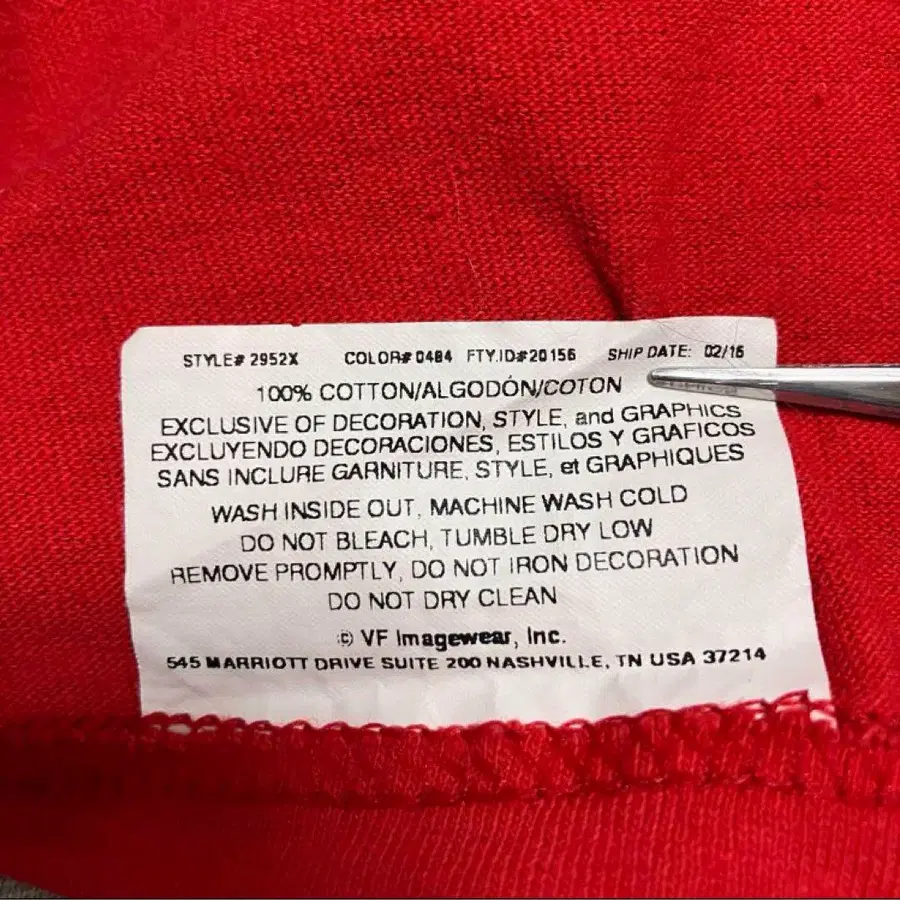 STYLE# 2952X COLOR# 0484 FTY.ID#20156 SHIP DATE: 02/16
100% COTTON/ALGODÓN/COTON
EXCLUSIVE OF DECORATION, STYLE, and GRAPHICS
EXCLUYENDO DECORACIONES, ESTILOS Y GRAFICOS
SANS INCLURE GARNITURE, STYLE, et GRAPHIQUES
WASH INSIDE OUT, MACHINE WASH COLD
DO NOT BLEACH, TUMBLE DRY LOW
REMOVE PROMPTLY, DO NOT IRON DECORATION
DO NOT DRY CLEAN
© VF Imagewear, Inc.
545 MARRIOTT DRIVE SUITE 200 NASHVILLE, TN USA 37214